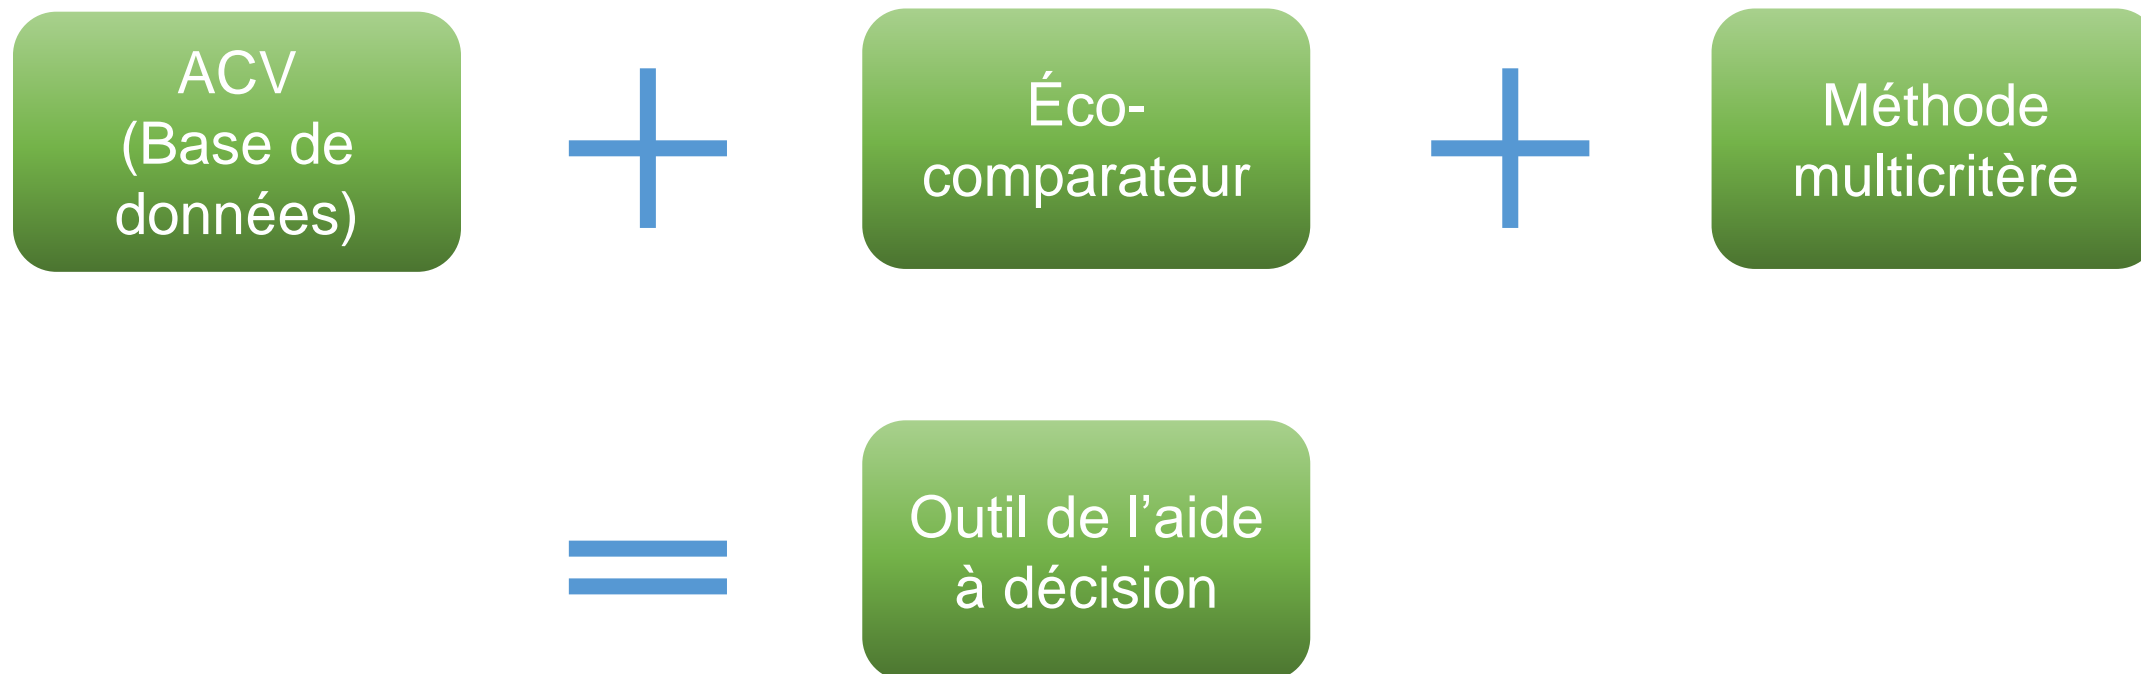 ACV
(Base de
données)
Éco-
comparateur
Méthode
multicritère
Outil de l’aide
à décision